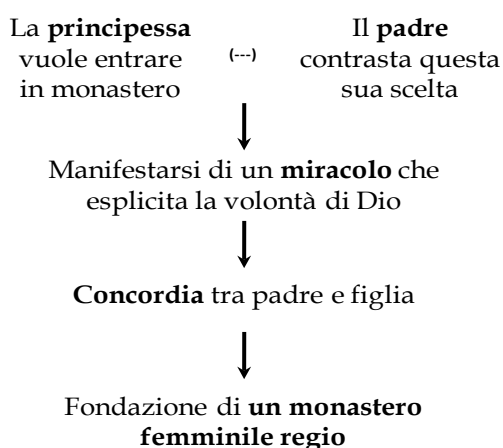 La principessa
vuole entrare
in monastero
(---)
Il padre
contrasta questa
sua scelta
Manifestarsi di un miracolo che
esplicita la volontà di Dio
Concordia tra padre e figlia
Fondazione di un monastero
femminile regio